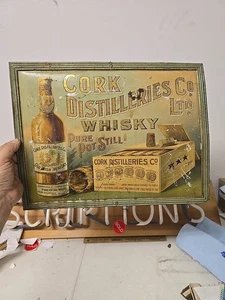 CORK
DISTILLERIES CO
LTD
WHISKY
PURE
POT STILL
CORK DISTILLERIES CO
SCRIPTIONS